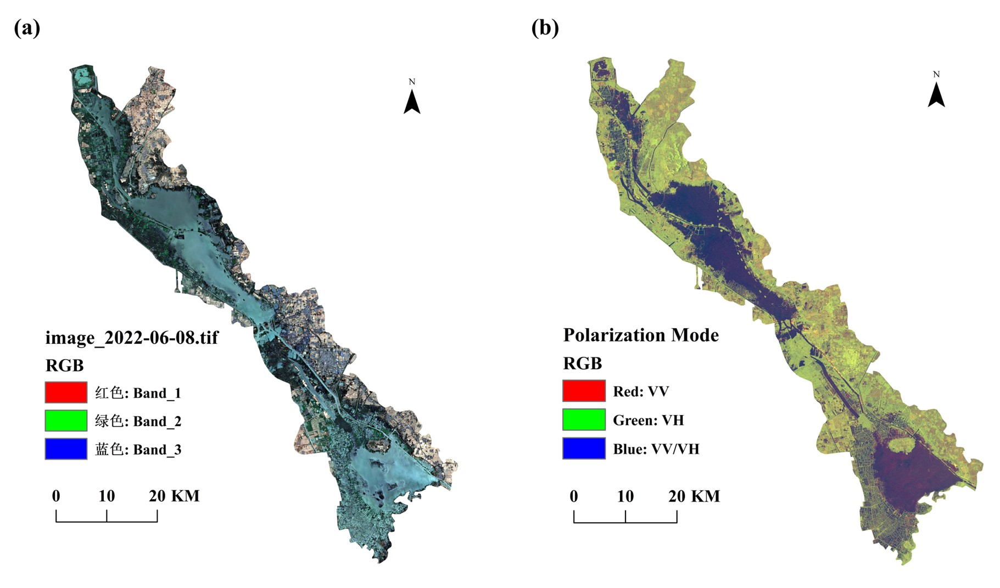 (a)
N
image_2022-06-08.tif
RGB
红色: Band_1
绿色: Band_2
蓝色: Band_3
0 10 20 KM
(b)
N
Polarization Mode
RGB
Red: VV
Green: VH
Blue: VV/VH
0 10 20 KM